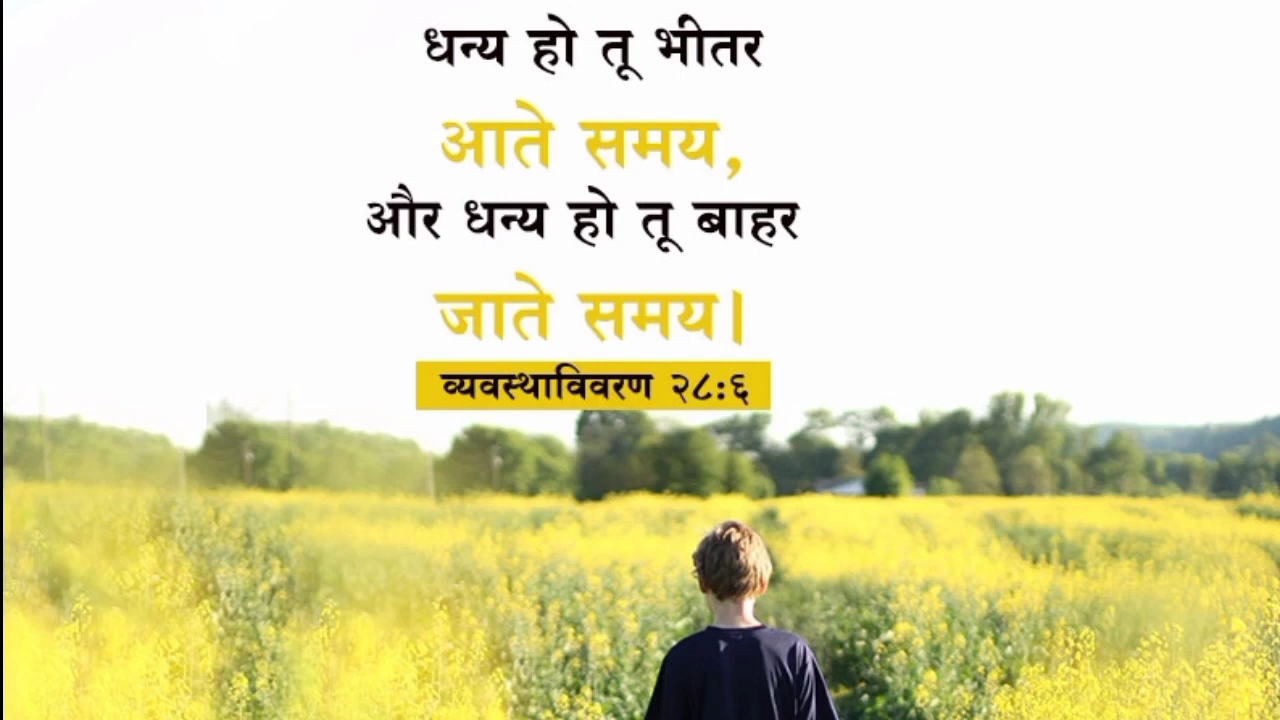 धन्य हो तू भीतर
आते समय,
और धन्य हो तू बाहर
जाते समय।
व्यवस्थाविवरण २८:६